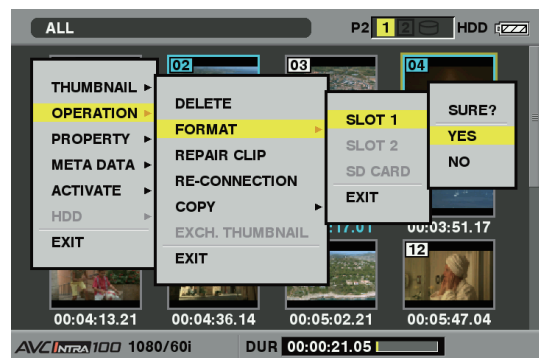 ALL P2 1 2 HDD
02 03 04
THUMBNAIL
OPERATION
PROPERTY
META DATA
ACTIVATE
HDD
EXIT
DELETE
FORMAT
REPAIR CLIP
RE-CONNECTION
COPY
EXCH. THUMBNAIL
EXIT
SLOT 1
SLOT 2
SD CARD
EXIT
SURE?
YES
NO
:17.01 00:03:51.17
12
00:04:13.21 00:04:36.14 00:05:02.21 00:05:47.04
AVCINTRA100 1080/60i DUR 00:00:21.05